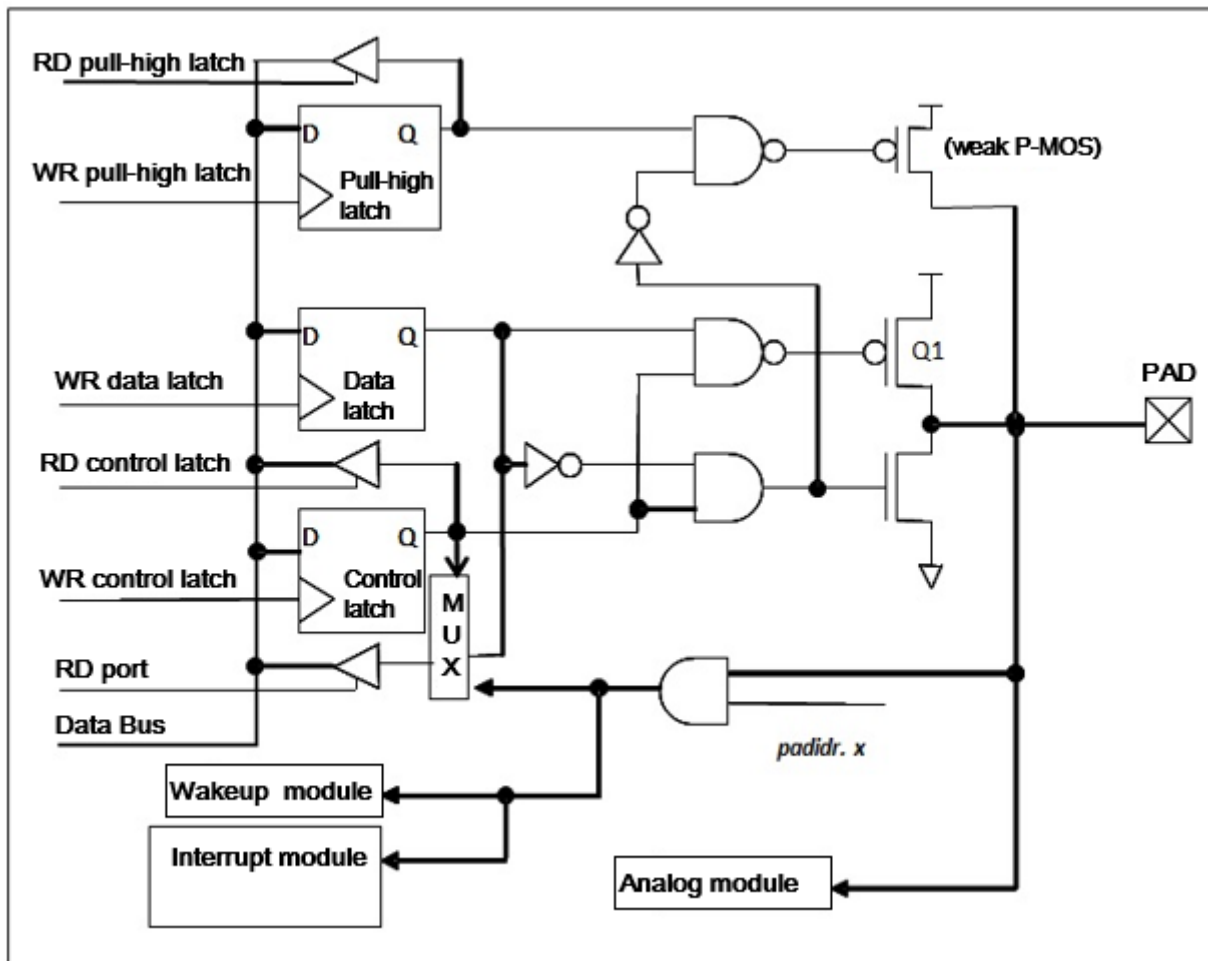 RD pull-high latch
D
Q
(weak P-MOS)
WR pull-high latch
Pull-high
latch
D
Q
Q1
WR data latch
Data
latch
PAD
RD control latch
D
Q
WR control latch
Control
latch
M
U
X
RD port
Data Bus
padidr. x
Wakeup module
Interrupt module
Analog module